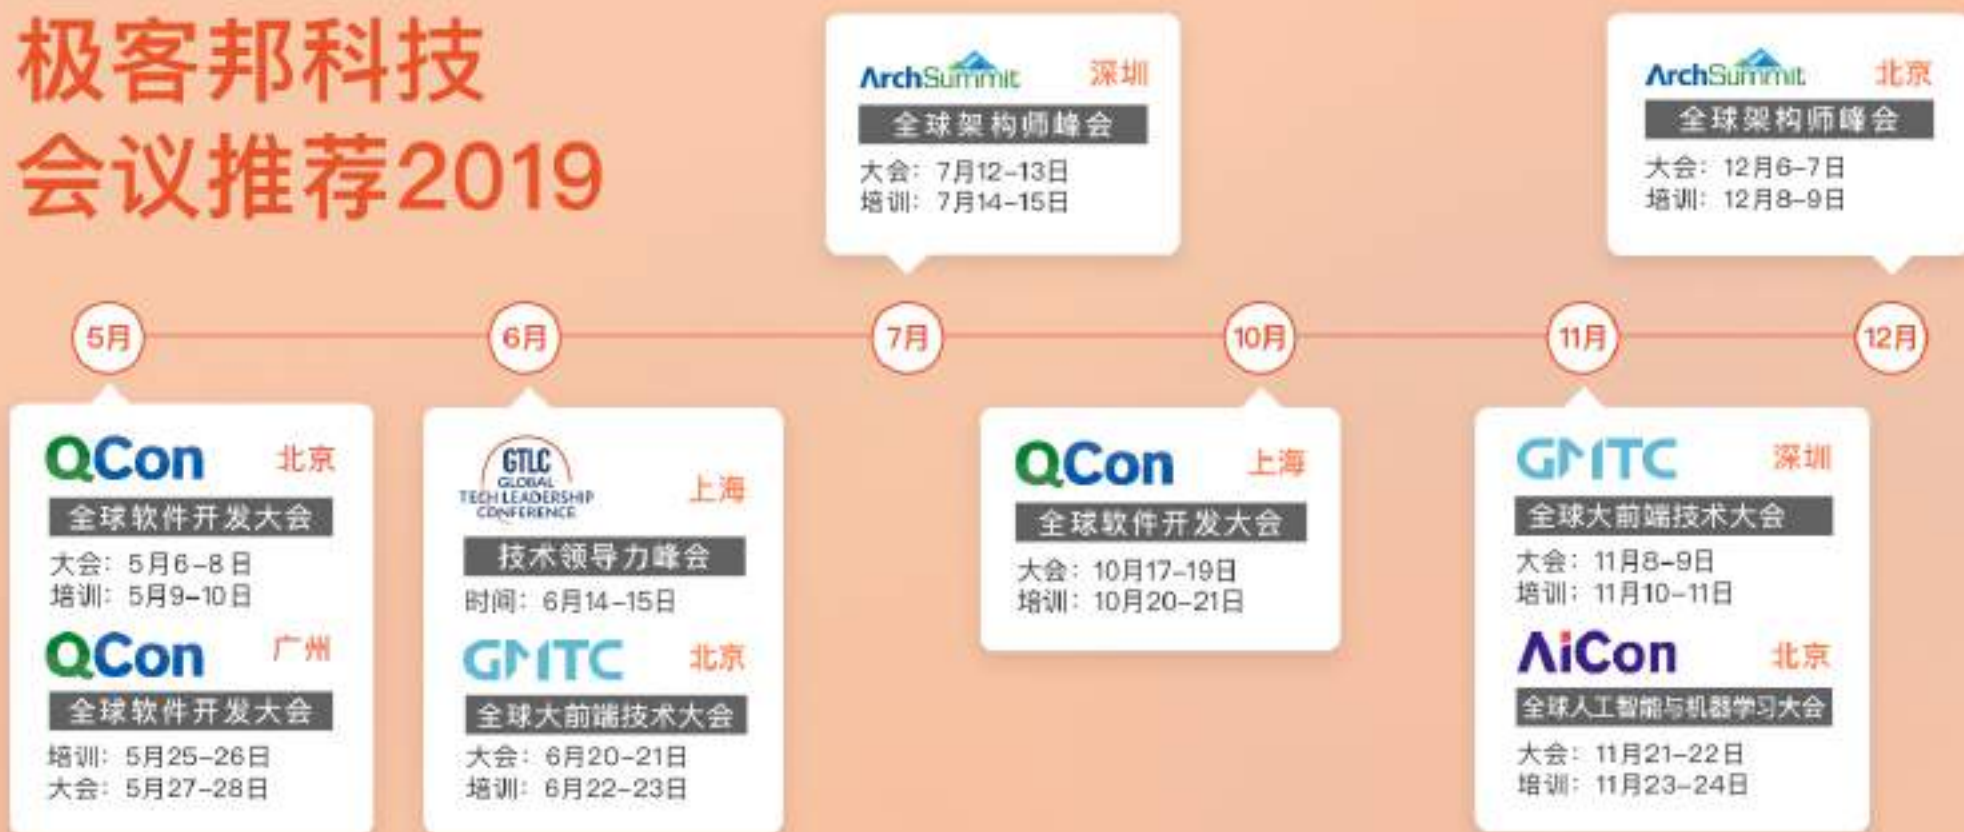 极客邦科技
会议推荐2019
ArchSummit 深圳
全球架构师峰会
大会：7月12-13日
培训：7月14-15日
ArchSummit 北京
全球架构师峰会
大会：12月6-7日
培训：12月8-9日
5月
6月
7月
10月
11月
12月
QCon 北京
全球软件开发大会
大会：5月6-8日
培训：5月9-10日
QCon 广州
全球软件开发大会
培训：5月25-26日
大会：5月27-28日
GTLC
GLOBAL
TECH LEADERSHIP
CONFERENCE
上海
技术领导力峰会
时间：6月14-15日
GMTC 北京
全球大前端技术大会
大会：6月20-21日
培训：6月22-23日
QCon 上海
全球软件开发大会
大会：10月17-19日
培训：10月20-21日
GMTC 深圳
全球大前端技术大会
大会：11月8-9日
培训：11月10-11日
AiCon 北京
全球人工智能与机器学习大会
大会：11月21-22日
培训：11月23-24日